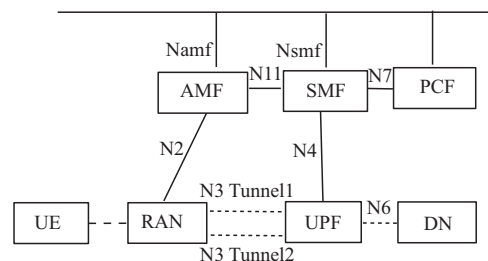 Namf
Nsmf
N11
N7
AMF
SMF
PCF
N2
N4
N3 Tunnel1
N6
UE
RAN
UPF
DN
N3 Tunnel2